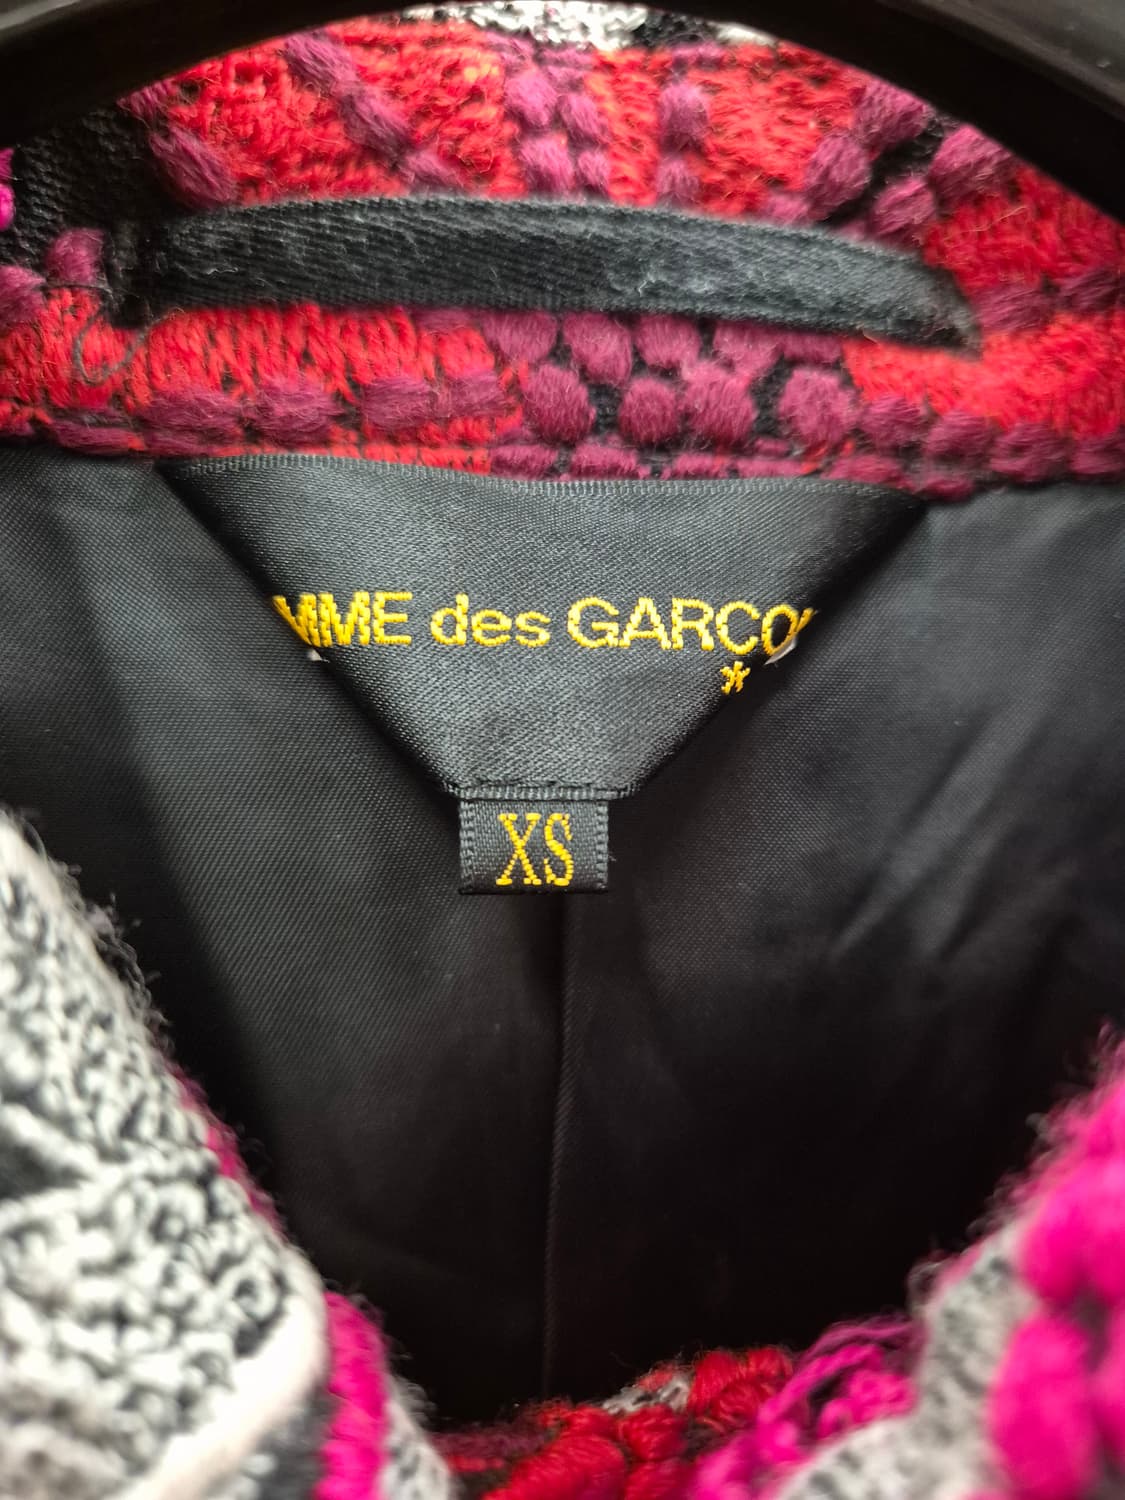 MME des GARCO
*
XS